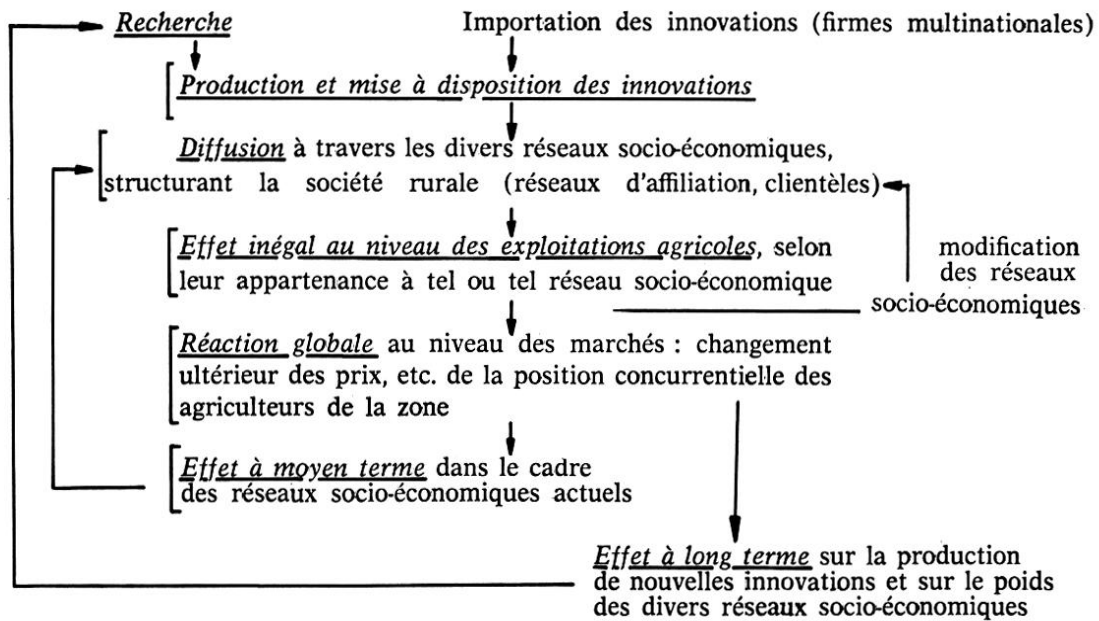 Recherche
Importation des innovations (firmes multinationales)
Production et mise à disposition des innovations
Diffusion à travers les divers réseaux socio-économiques,
structurant la société rurale (réseaux d'affiliation, clientèles)
Effet inégal au niveau des exploitations agricoles, selon
leur appartenance à tel ou tel réseau socio-économique
modification
des réseaux
socio-économiques
Réaction globale au niveau des marchés : changement
ultérieur des prix, etc. de la position concurrentielle des
agriculteurs de la zone
Effet à moyen terme dans le cadre
des réseaux socio-économiques actuels
Effet à long terme sur la production
de nouvelles innovations et sur le poids
des divers réseaux socio-économiques